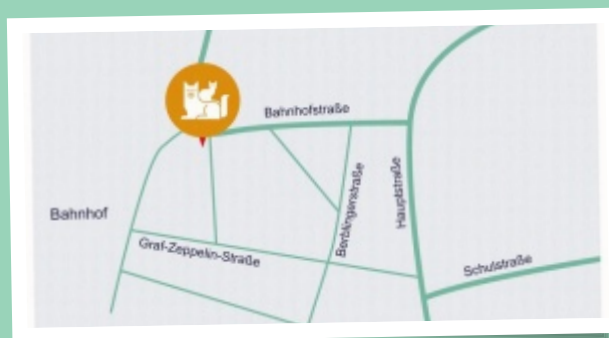 Bahnhofstraße
Berblingerstraße
Hauptstraße
Bahnhof
Graf-Zeppelin-Straße
Schulstraße